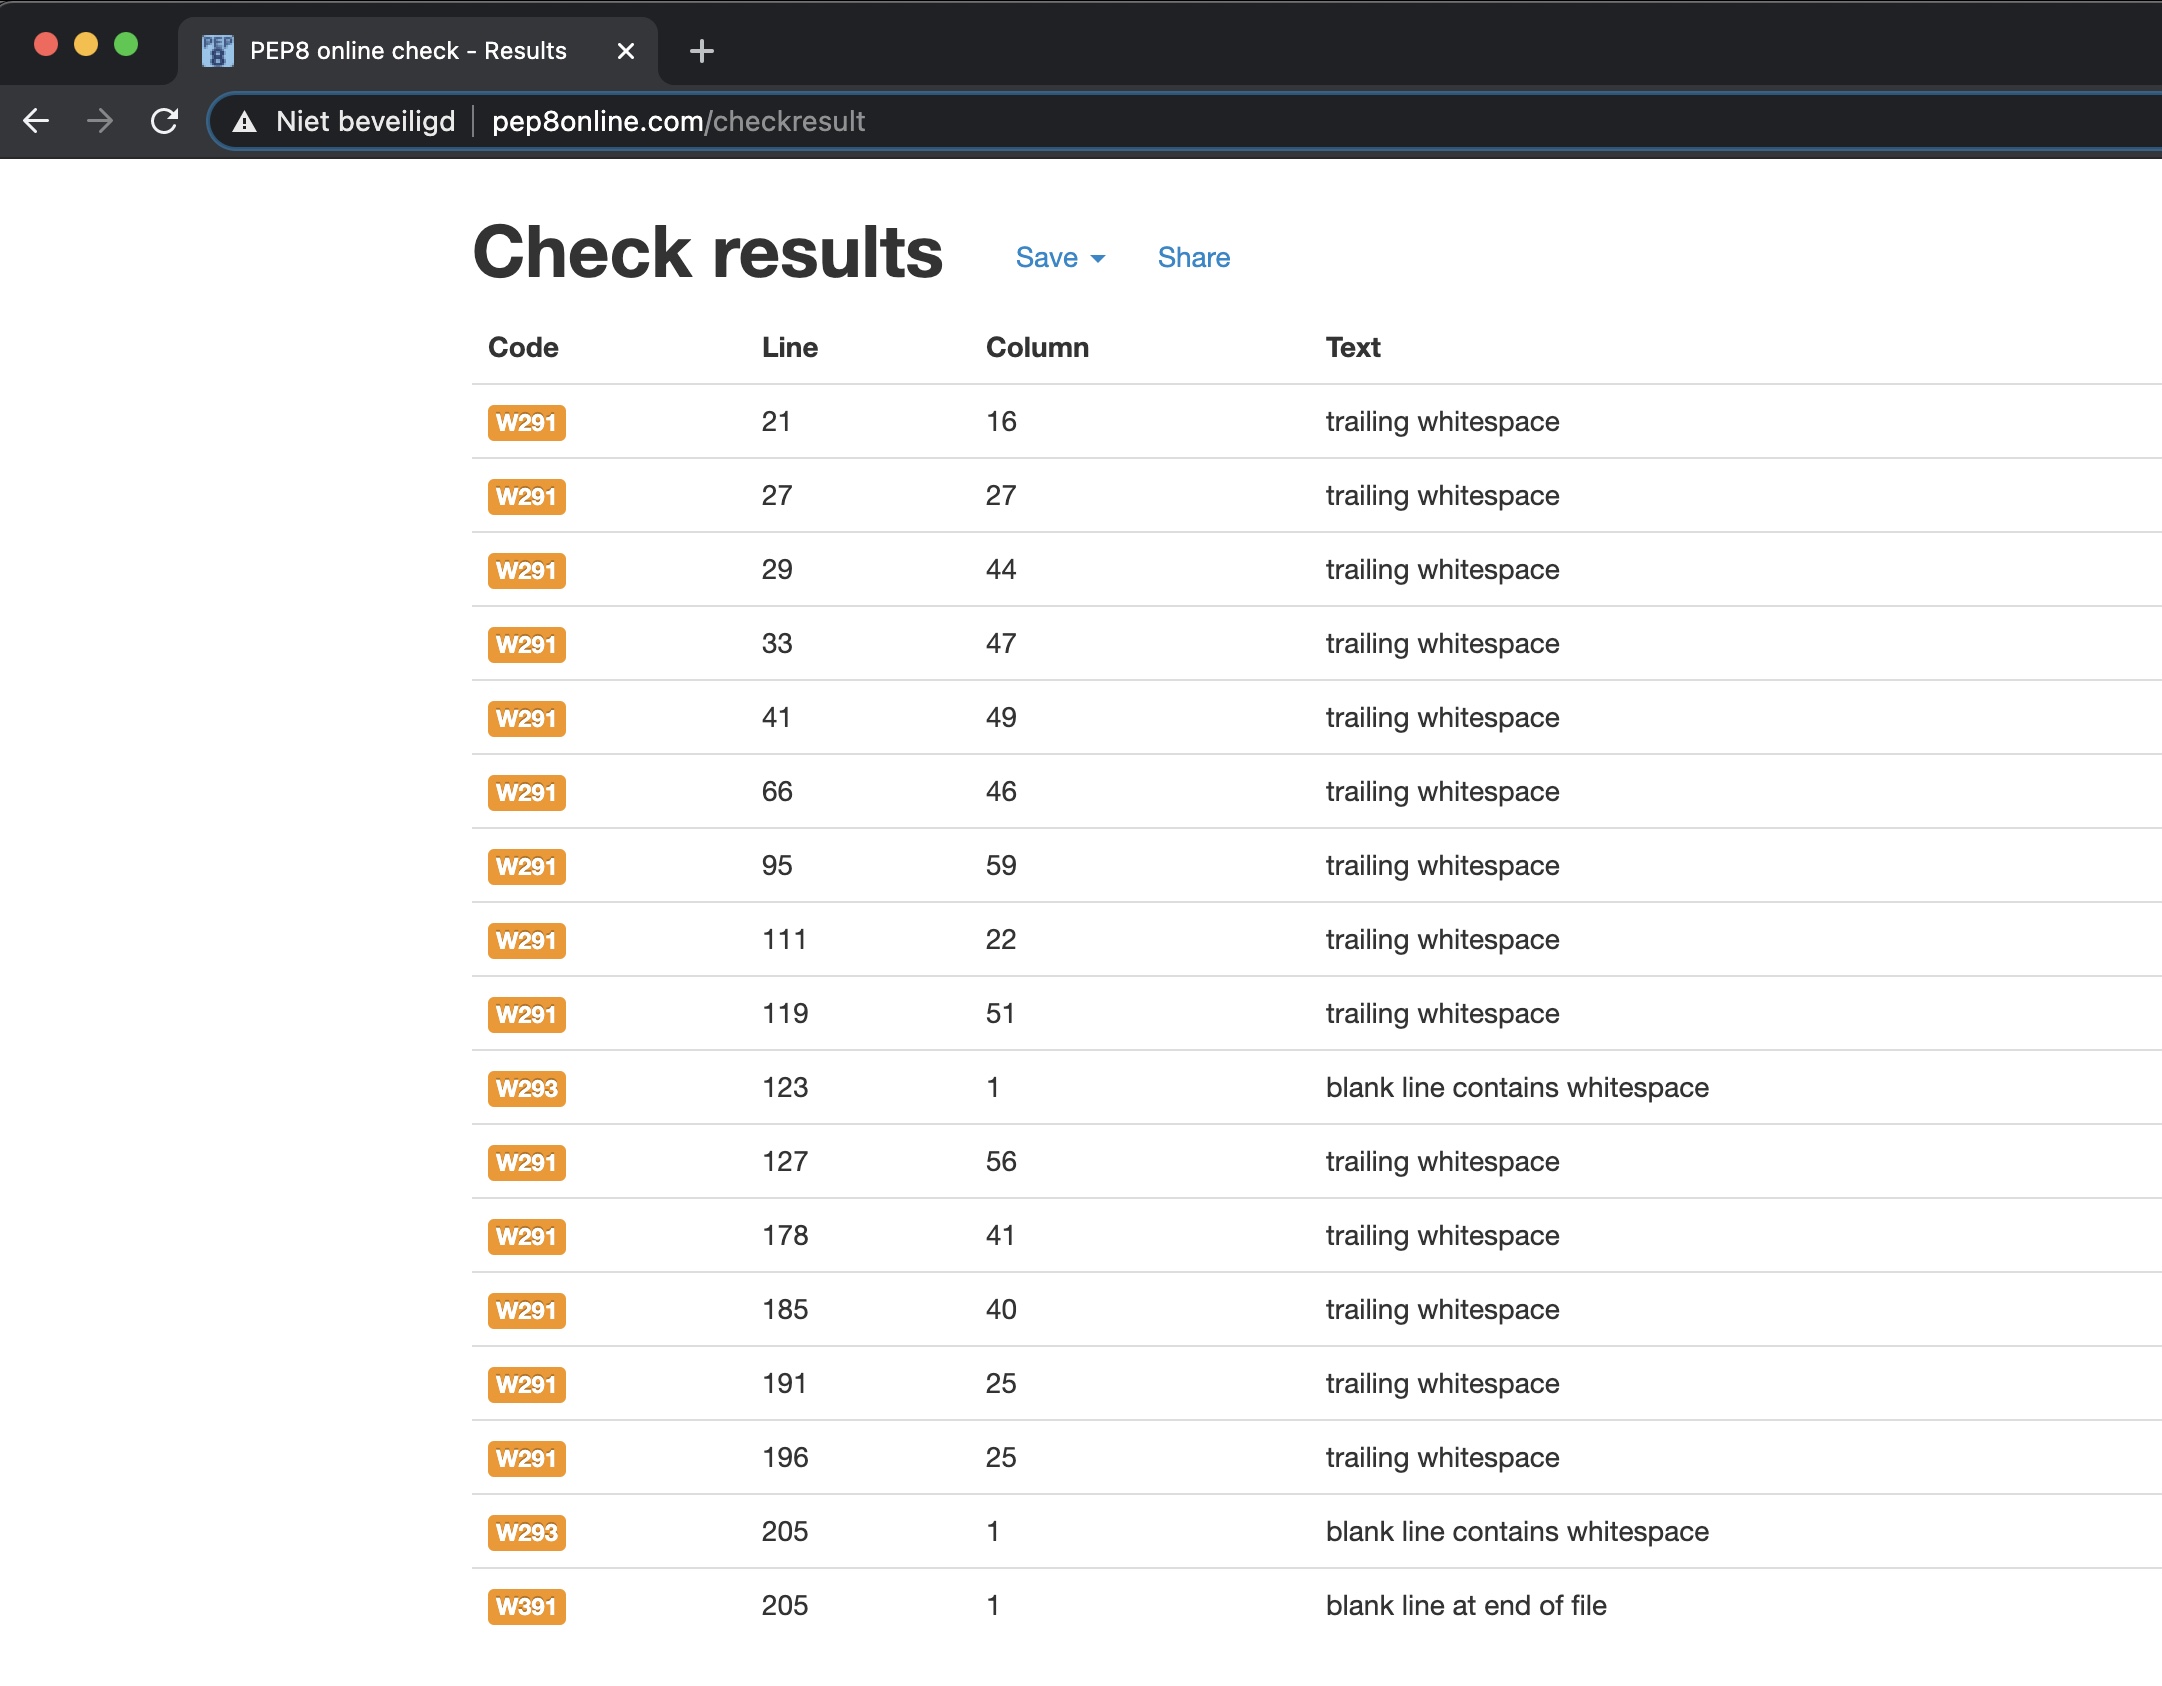 PEP8 online check - Results
Niet beveiligd pep8online.com/checkresult
Check results Save Share
Code Line Column Text
W291 21 16 trailing whitespace
W291 27 27 trailing whitespace
W291 29 44 trailing whitespace
W291 33 47 trailing whitespace
W291 41 49 trailing whitespace
W291 66 46 trailing whitespace
W291 95 59 trailing whitespace
W291 111 22 trailing whitespace
W291 119 51 trailing whitespace
W293 123 1 blank line contains whitespace
W291 127 56 trailing whitespace
W291 178 41 trailing whitespace
W291 185 40 trailing whitespace
W291 191 25 trailing whitespace
W291 196 25 trailing whitespace
W293 205 1 blank line contains whitespace
W391 205 1 blank line at end of file